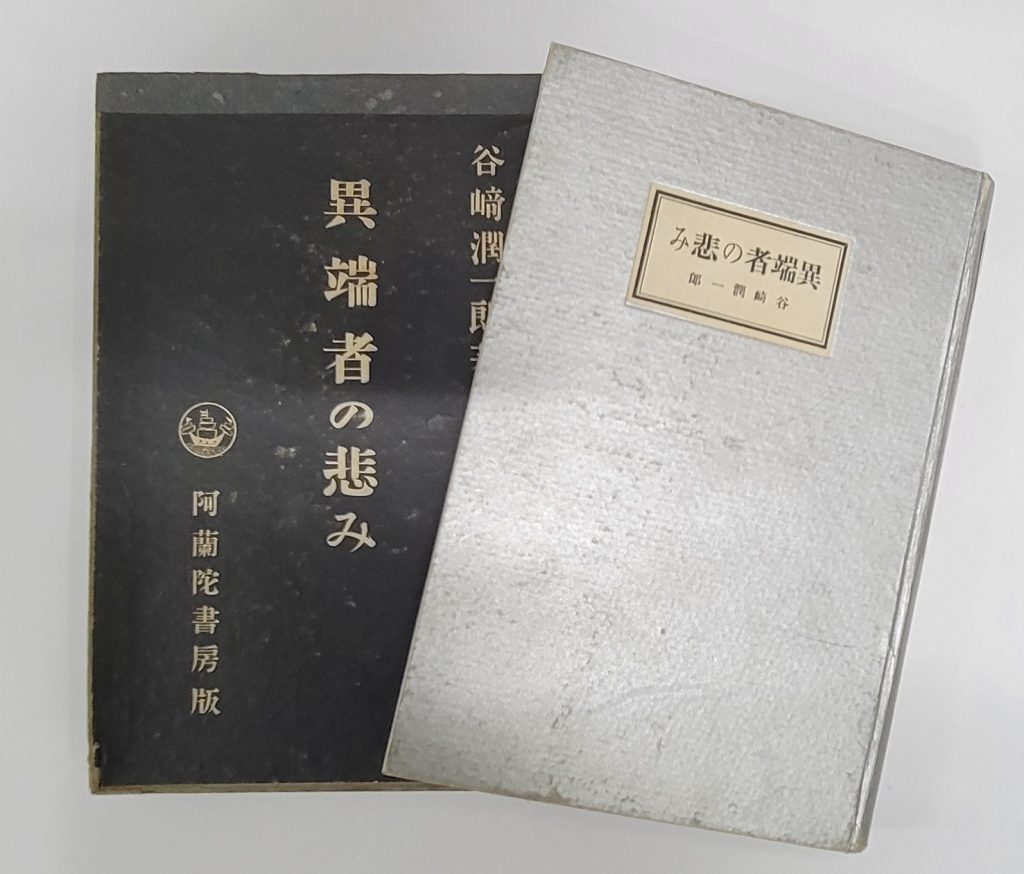 谷﨑潤一郎
異端者の悲み
阿蘭陀書房版
異端者の悲み
谷崎潤一郎